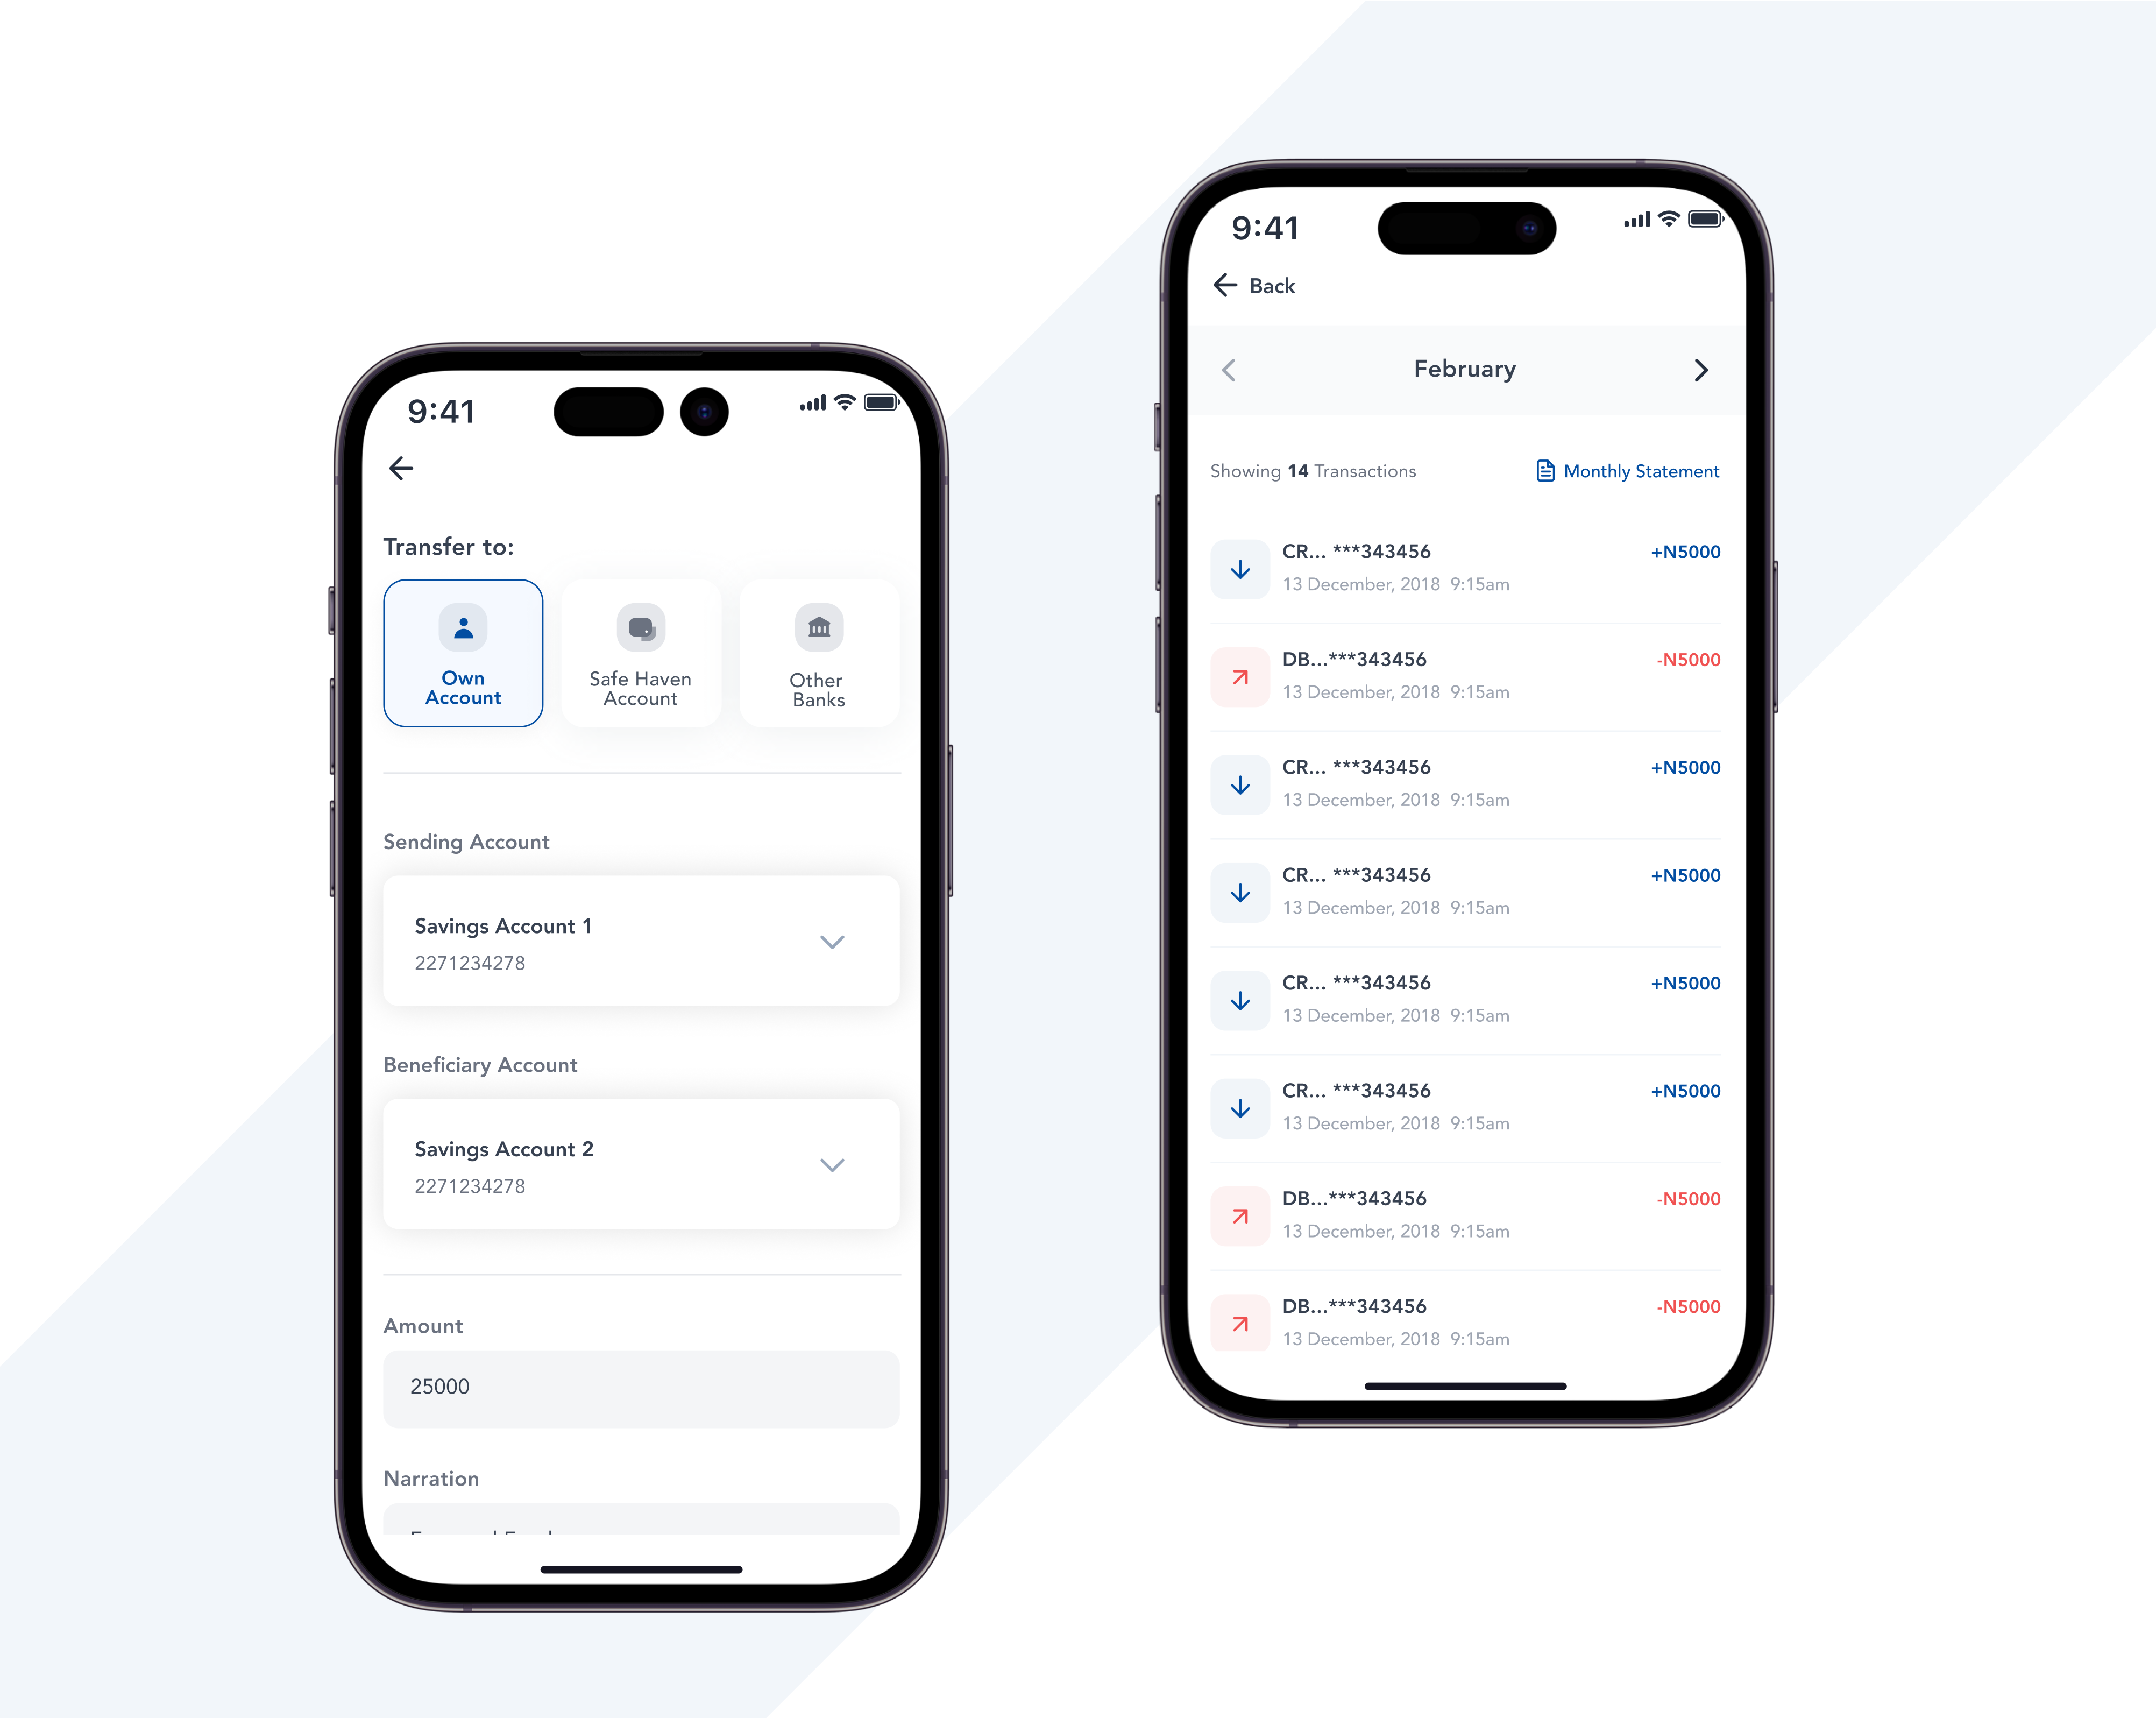 9:41
Transfer to:
Own
Account
Safe Haven
Account
Other
Banks
Sending Account
Savings Account 1
2271234278
Beneficiary Account
Savings Account 2
2271234278
Amount
25000
Narration
9:41
Back
February
Showing 14 Transactions
Monthly Statement
CR... ***343456
+N5000
13 December, 2018 9:15am
DB...***343456
-N5000
13 December, 2018 9:15am
CR... ***343456
+N5000
13 December, 2018 9:15am
CR... ***343456
+N5000
13 December, 2018 9:15am
CR... ***343456
+N5000
13 December, 2018 9:15am
CR... ***343456
+N5000
13 December, 2018 9:15am
DB...***343456
-N5000
13 December, 2018 9:15am
DB...***343456
-N5000
13 December, 2018 9:15am